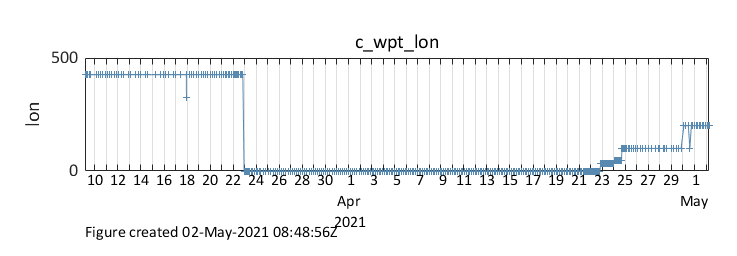 c_wpt_lon
500
lon
0
10 12 14 16 18 20 22 24 26 28 30 1 3 5 7 9 11 13 15 17 19 21 23 25 27 29 1
Apr May
2021
Figure created 02-May-2021 08:48:56Z